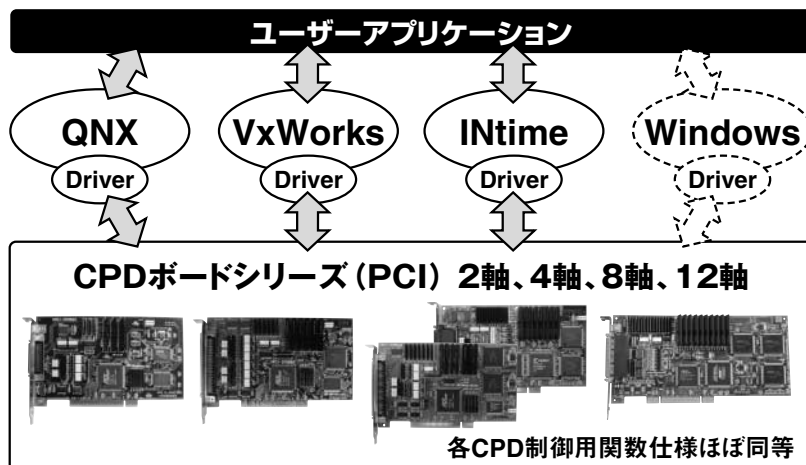 ユーザーアプリケーション
QNX
VxWorks
INtime
Windows
Driver
Driver
Driver
Driver
CPDボードシリーズ(PCI) 2軸、4軸、8軸、12軸
各CPD制御用関数仕様ほぼ同等